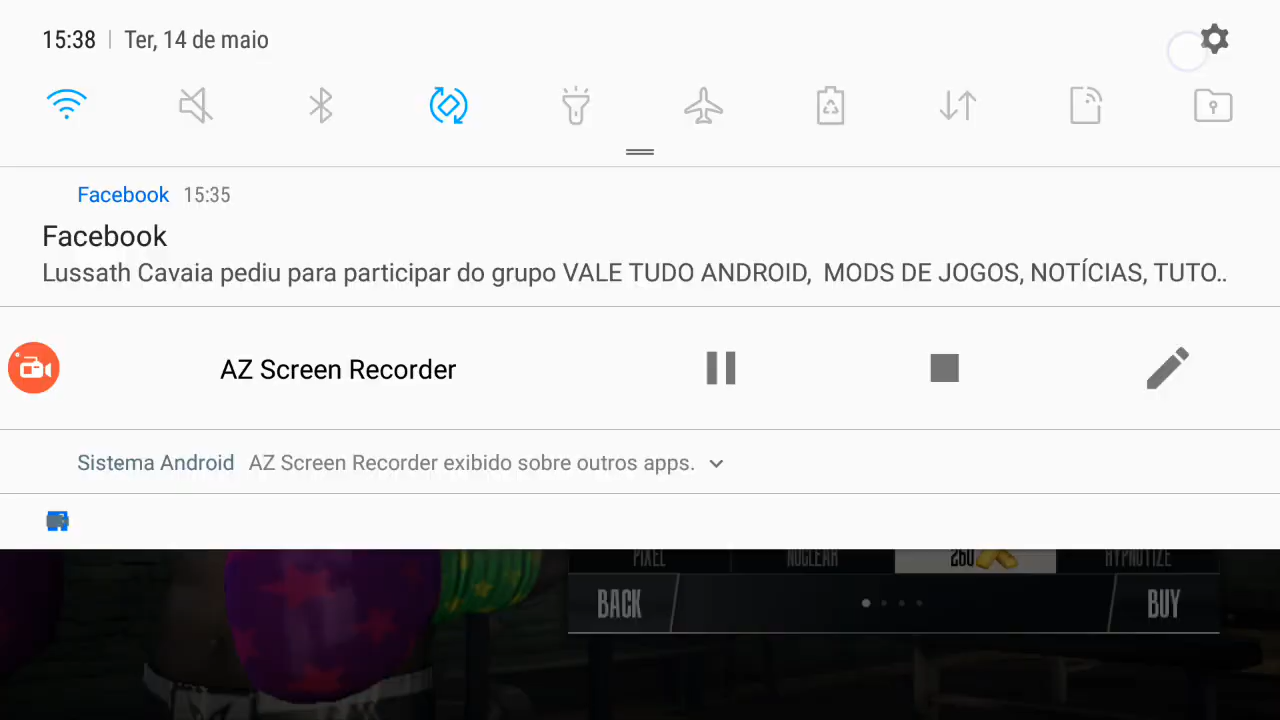 15:38 | Ter, 14 de maio
Facebook 15:35
Facebook
Lussath Cavaia pediu para participar do grupo VALE TUDO ANDROID, MODS DE JOGOS, NOTÍCIAS, TUTO..
AZ Screen Recorder
Sistema Android AZ Screen Recorder exibido sobre outros apps.
PIXEL NUCLEAR 260 HYPNOTIZE
BACK BUY